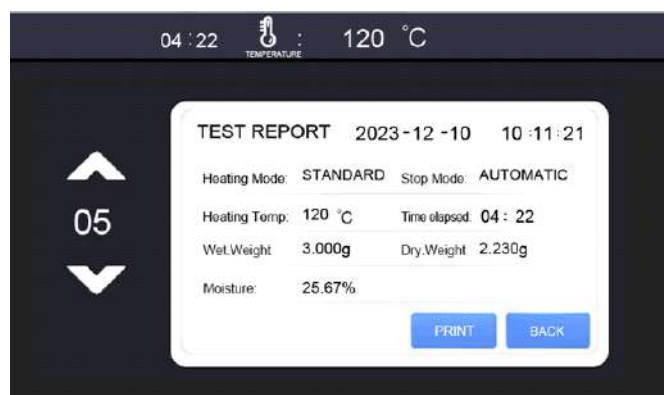 04 : 22 : 120 °C
TEMPERATURE
TEST REPORT 2023-12-10 10:11:21
Heating Mode: STANDARD Stop Mode: AUTOMATIC
05
Heating Temp: 120 °C Time elapsed: 04 : 22
Wet.Weight 3.000g Dry.Weight 2.230g
Moisture: 25.67%
PRINT BACK